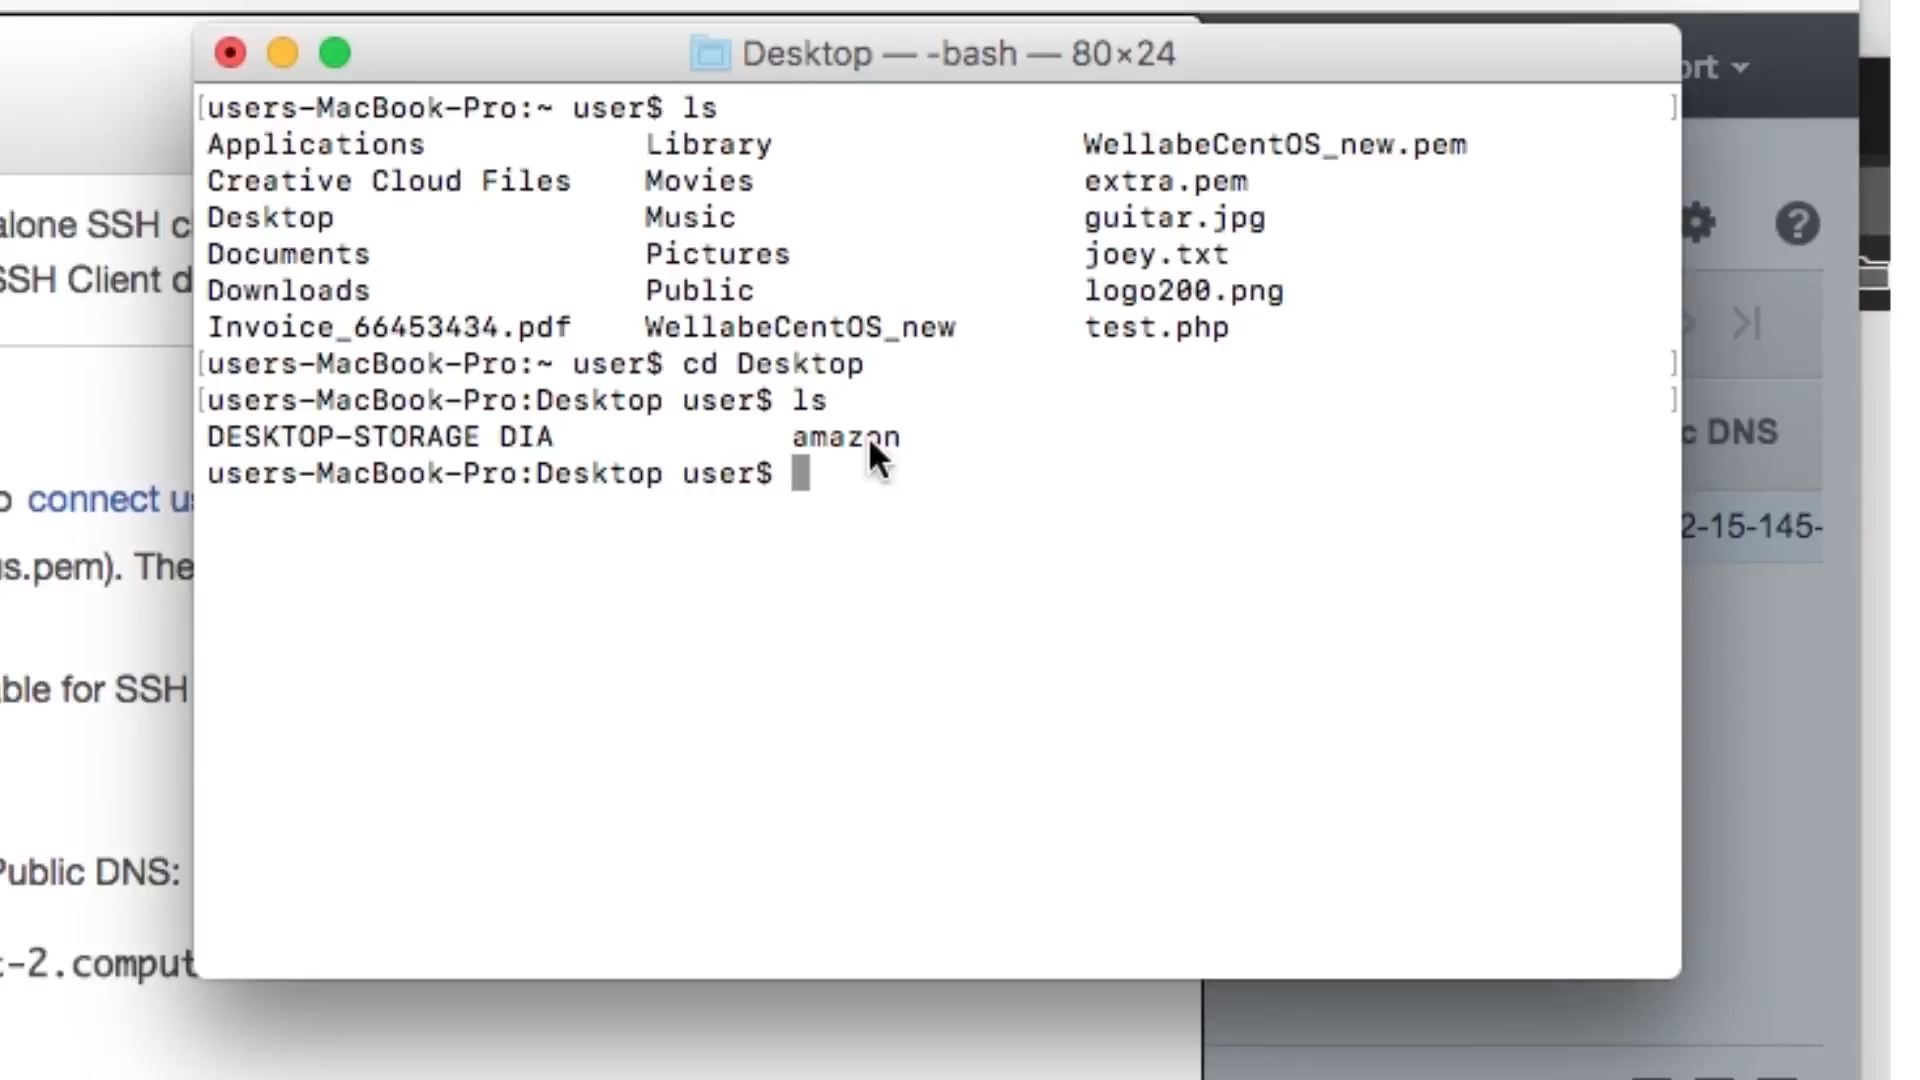 Desktop — -bash — 80×24
users-MacBook-Pro:~ user$ ls
Applications Library WellabeCentOS_new.pem
Creative Cloud Files Movies extra.pem
Desktop Music guitar.jpg
Documents Pictures joey.txt
Downloads Public logo200.png
Invoice_66453434.pdf WellabeCentOS_new test.php
users-MacBook-Pro:~ user$ cd Desktop
users-MacBook-Pro:Desktop user$ ls
DESKTOP-STORAGE DIA amazon
users-MacBook-Pro:Desktop user$
alone SSH c
SSH Client d
connect us
s.pem). The
ble for SSH
Public DNS:
-2.comput
ort
c DNS
2-15-145-